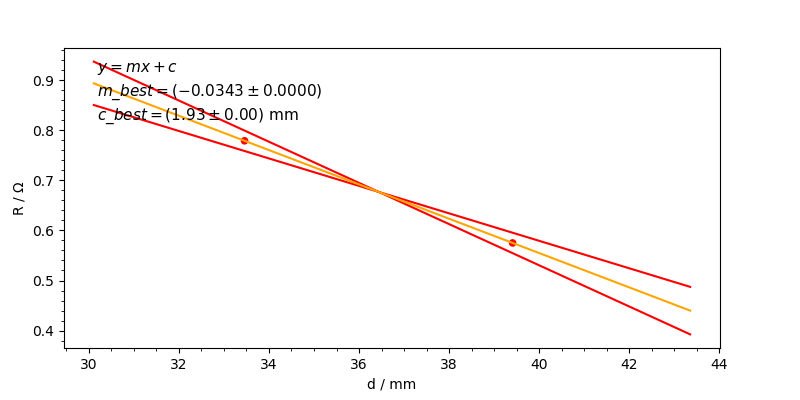 y = mx + c
m_best = (−0.0343 ± 0.0000)
c_best = (1.93 ± 0.00) mm
0.9
0.8
0.7
0.6
0.5
0.4
R / Ω
30 32 34 36 38 40 42 44
d / mm